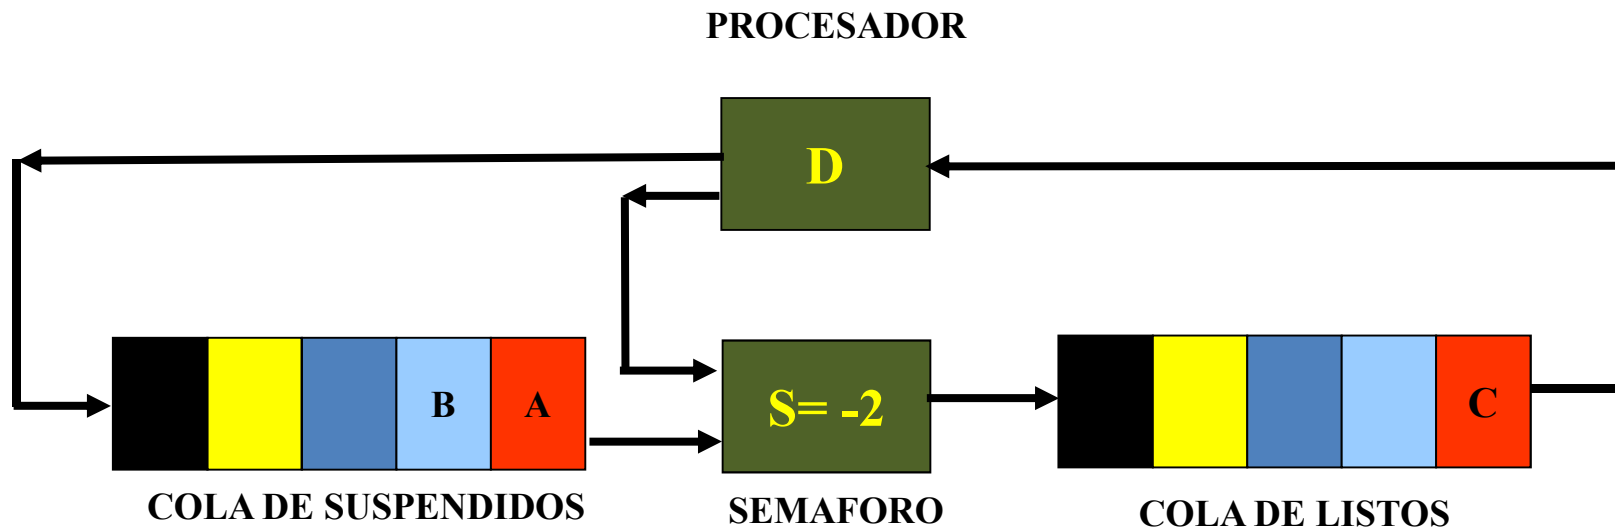 PROCESADOR
D
B
A
S= -2
C
COLA DE SUSPENDIDOS
SEMAFORO
COLA DE LISTOS